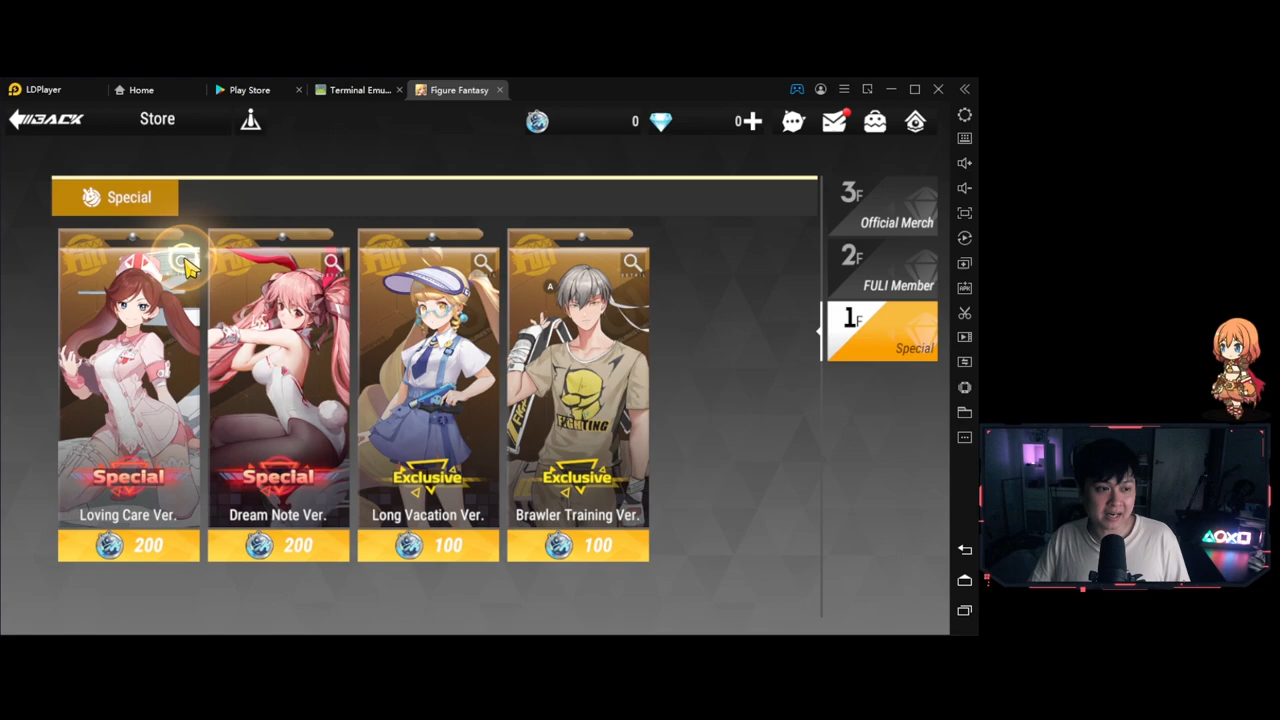 LDPlayer
Home
Play Store
Terminal Emu...
Figure Fantasy
BACK
Store
0
0
Special
Special
Loving Care Ver.
200
Special
Dream Note Ver.
200
Exclusive
Long Vacation Ver.
100
A
FIGHTING
Exclusive
Brawler Training Ver.
100
3F
Official Merch
2F
FULI Member
1F
Special
APK